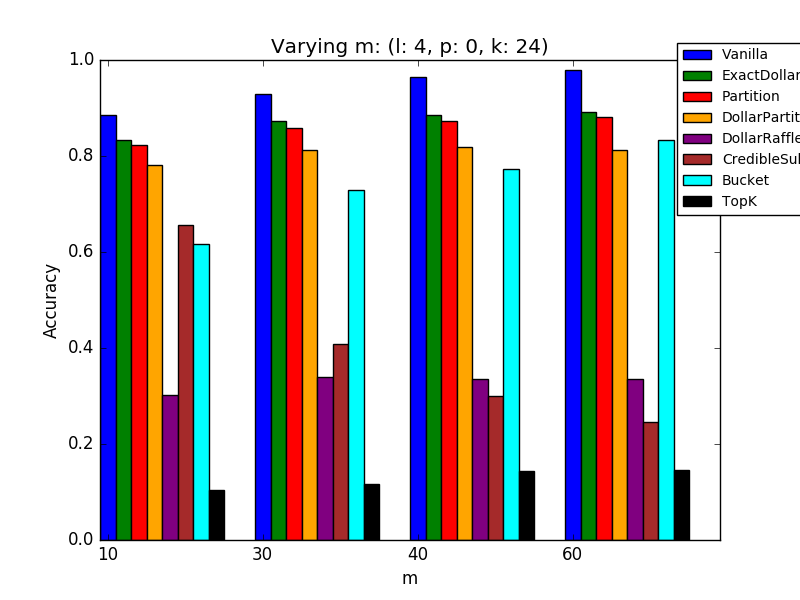 Varying m: (l: 4, p: 0, k: 24)
Vanilla
ExactDollar
Partition
DollarPartit
DollarRaffle
CredibleSu
Bucket
TopK
1.0
0.8
0.6
0.4
0.2
0.0
Accuracy
10
30
40
60
m